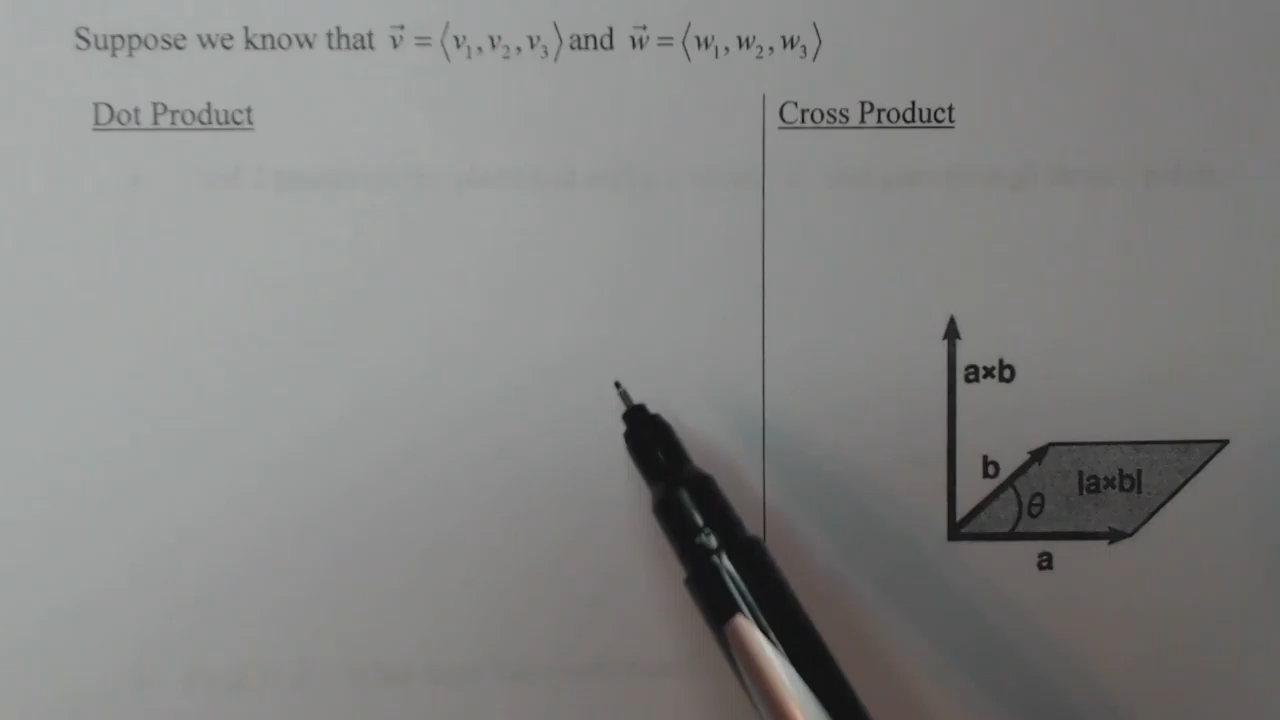 Suppose we know that v⃗ = ⟨v₁, v₂, v₃⟩ and w⃗ = ⟨w₁, w₂, w₃⟩
Dot Product
Cross Product
a×b
b
θ
|a×b|
a